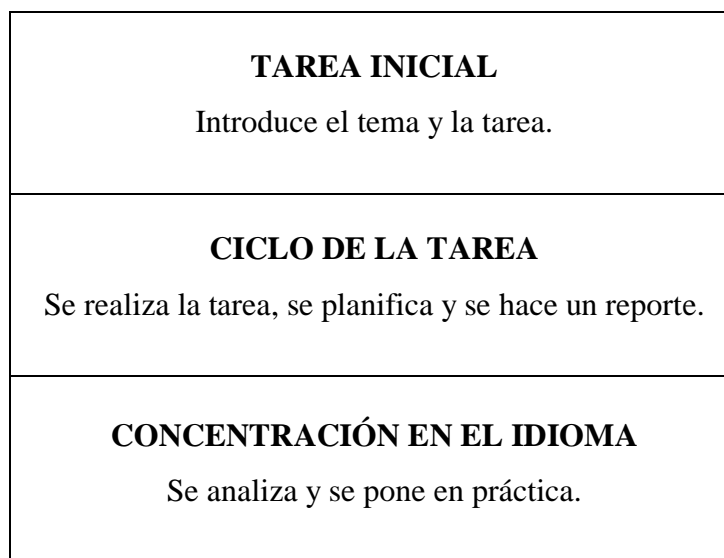 TAREA INICIAL
Introduce el tema y la tarea.
CICLO DE LA TAREA
Se realiza la tarea, se planifica y se hace un reporte.
CONCENTRACIÓN EN EL IDIOMA
Se analiza y se pone en práctica.